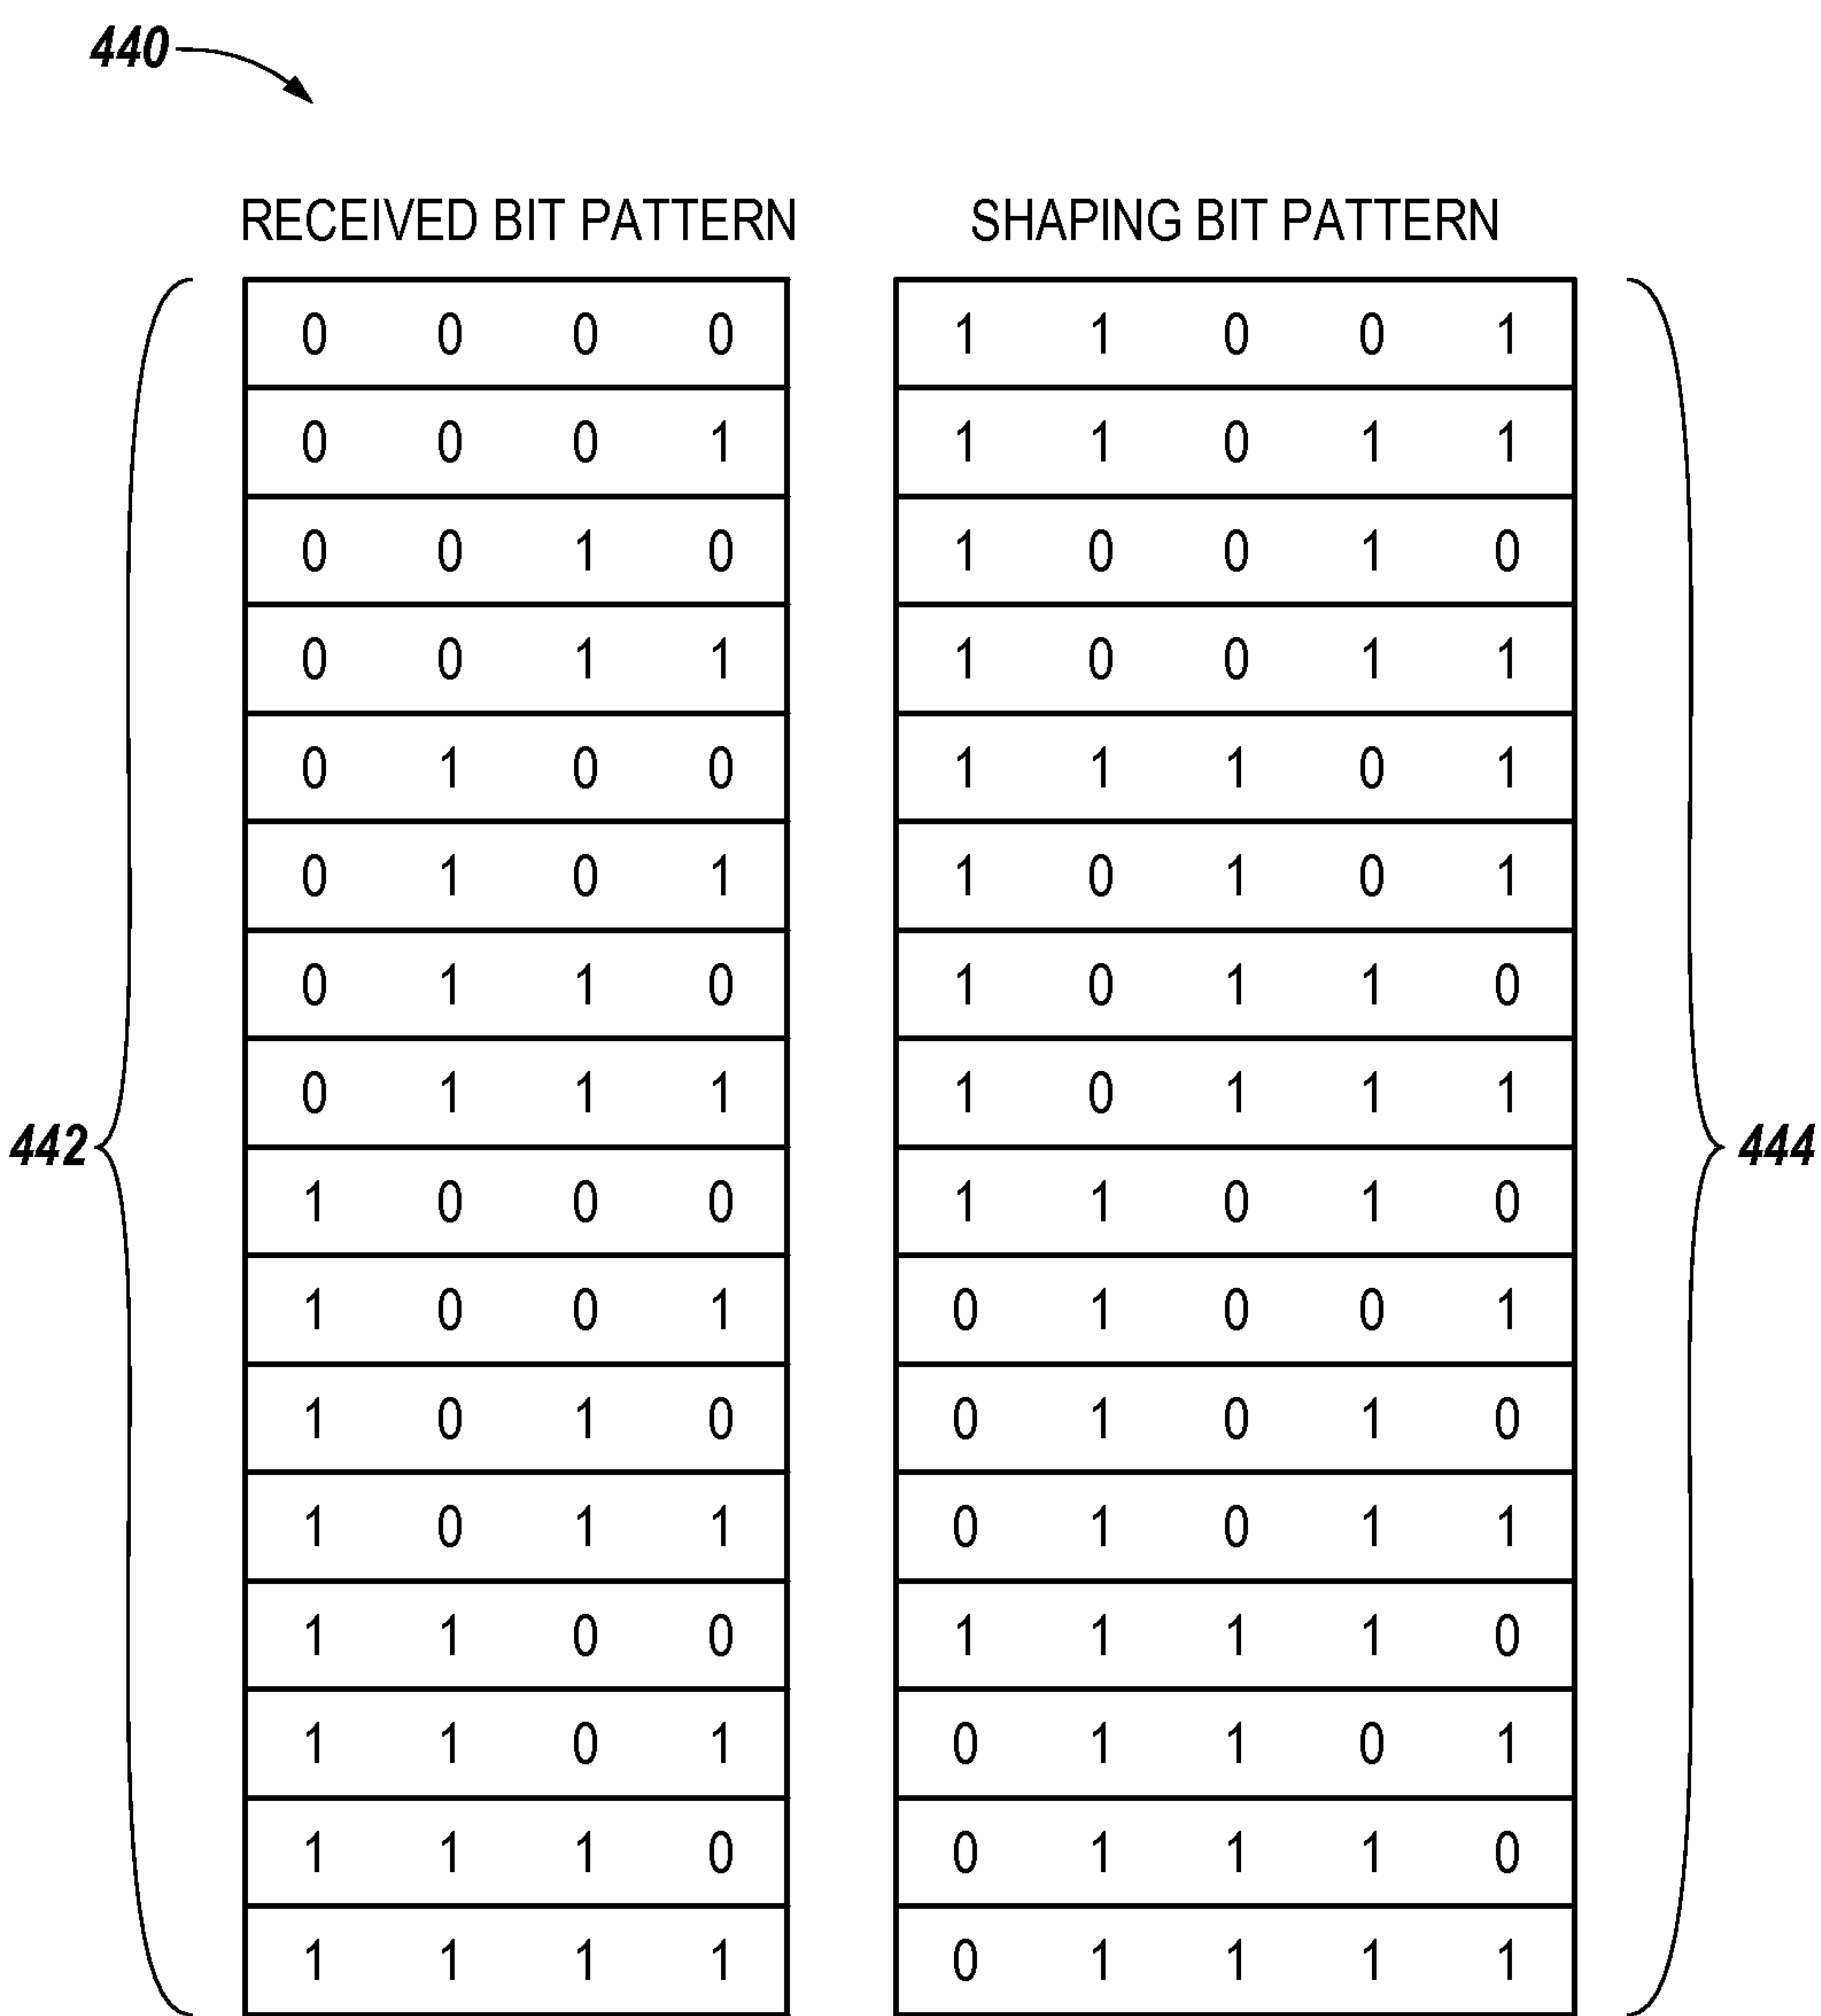 440
RECEIVED BIT PATTERN SHAPING BIT PATTERN
0 0 0 0 1 1 0 0 1
0 0 0 1 1 1 0 1 1
0 0 1 0 1 0 0 1 0
0 0 1 1 1 0 0 1 1
0 1 0 0 1 1 1 0 1
0 1 0 1 1 0 1 0 1
0 1 1 0 1 0 1 1 0
0 1 1 1 1 0 1 1 1
442 444
1 0 0 0 1 1 0 1 0
1 0 0 1 0 1 0 0 1
1 0 1 0 0 1 0 1 0
1 0 1 1 0 1 0 1 1
1 1 0 0 1 1 1 1 0
1 1 0 1 0 1 1 0 1
1 1 1 0 0 1 1 1 0
1 1 1 1 0 1 1 1 1